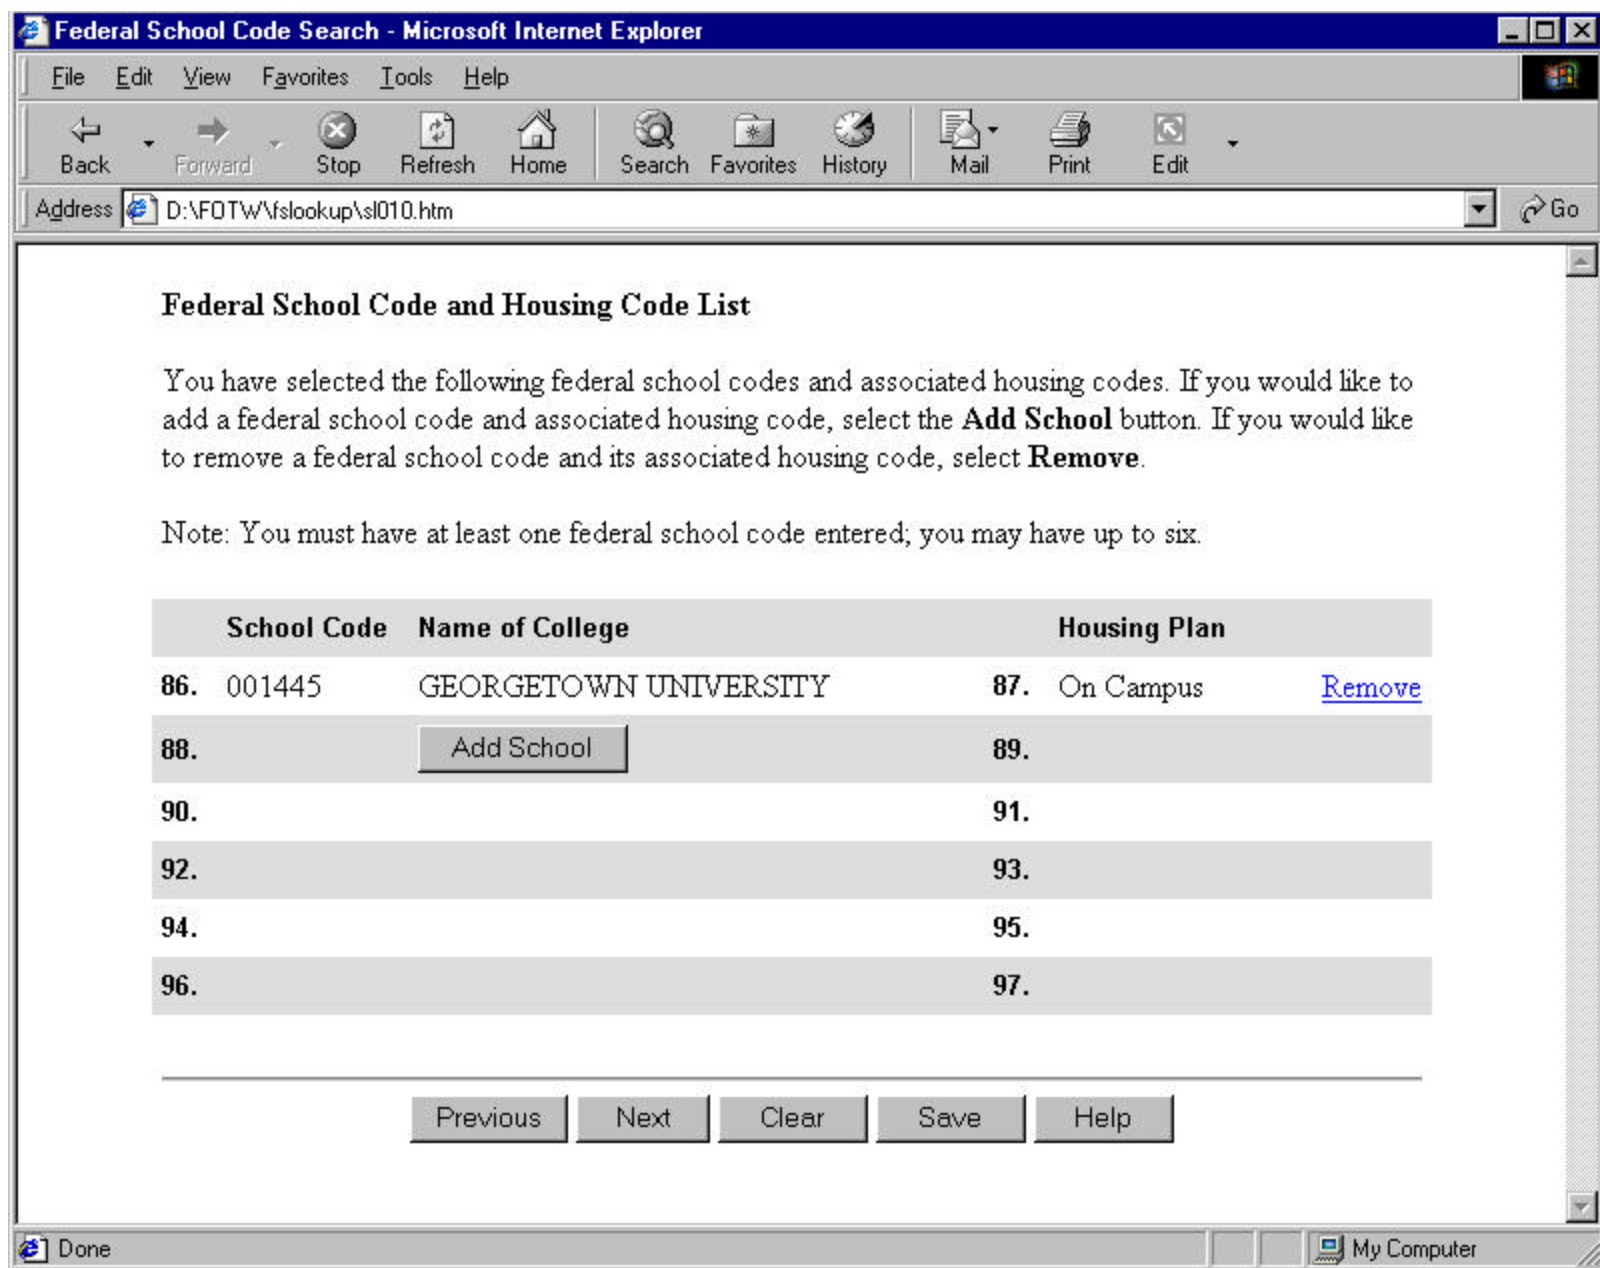 Federal School Code Search - Microsoft Internet Explorer
File Edit View Favorites Tools Help
Back Forward Stop Refresh Home Search Favorites History Mail Print Edit
Address D:\FOTW\fslookup\sl010.htm Go
Federal School Code and Housing Code List
You have selected the following federal school codes and associated housing codes. If you would like to
add a federal school code and associated housing code, select the Add School button. If you would like
to remove a federal school code and its associated housing code, select Remove.
Note: You must have at least one federal school code entered; you may have up to six.
School Code Name of College Housing Plan
86. 001445 GEORGETOWN UNIVERSITY 87. On Campus Remove
88. Add School 89.
90. 91.
92. 93.
94. 95.
96. 97.
Previous Next Clear Save Help
Done My Computer